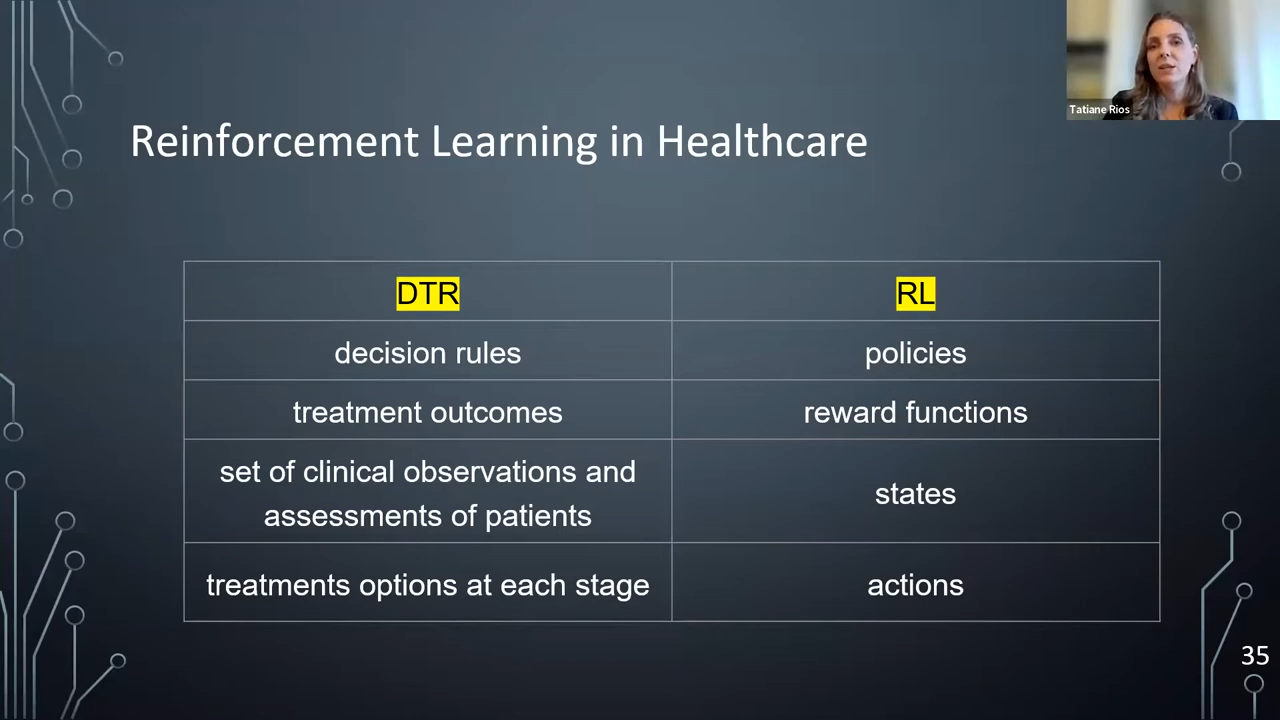 Tatiane Rios
Reinforcement Learning in Healthcare
DTR
RL
decision rules
policies
treatment outcomes
reward functions
set of clinical observations and
assessments of patients
states
treatments options at each stage
actions
35